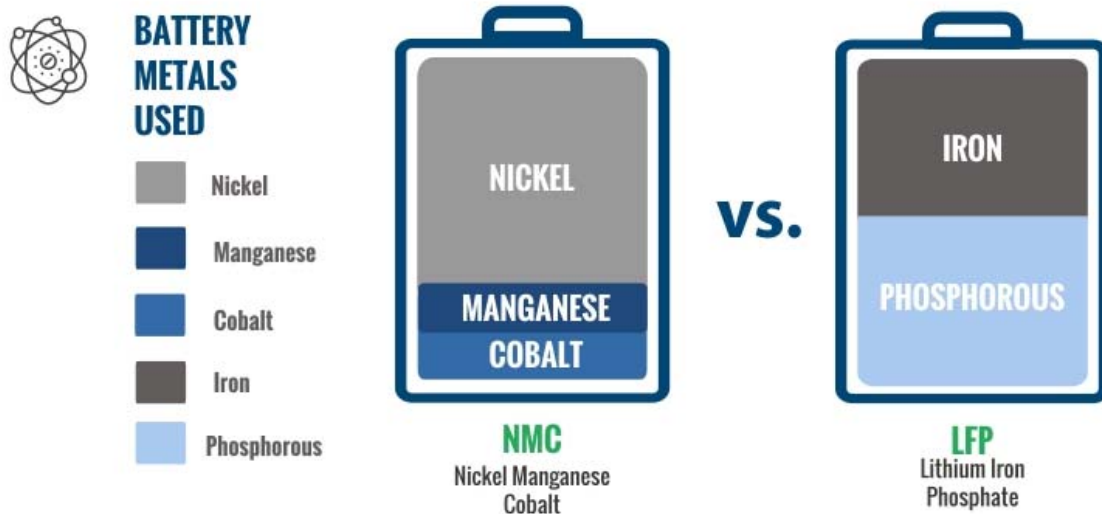 BATTERY
METALS
USED
Nickel
Manganese
Cobalt
Iron
Phosphorous
NICKEL
MANGANESE
COBALT
NMC
Nickel Manganese
Cobalt
vs.
IRON
PHOSPHOROUS
LFP
Lithium Iron
Phosphate